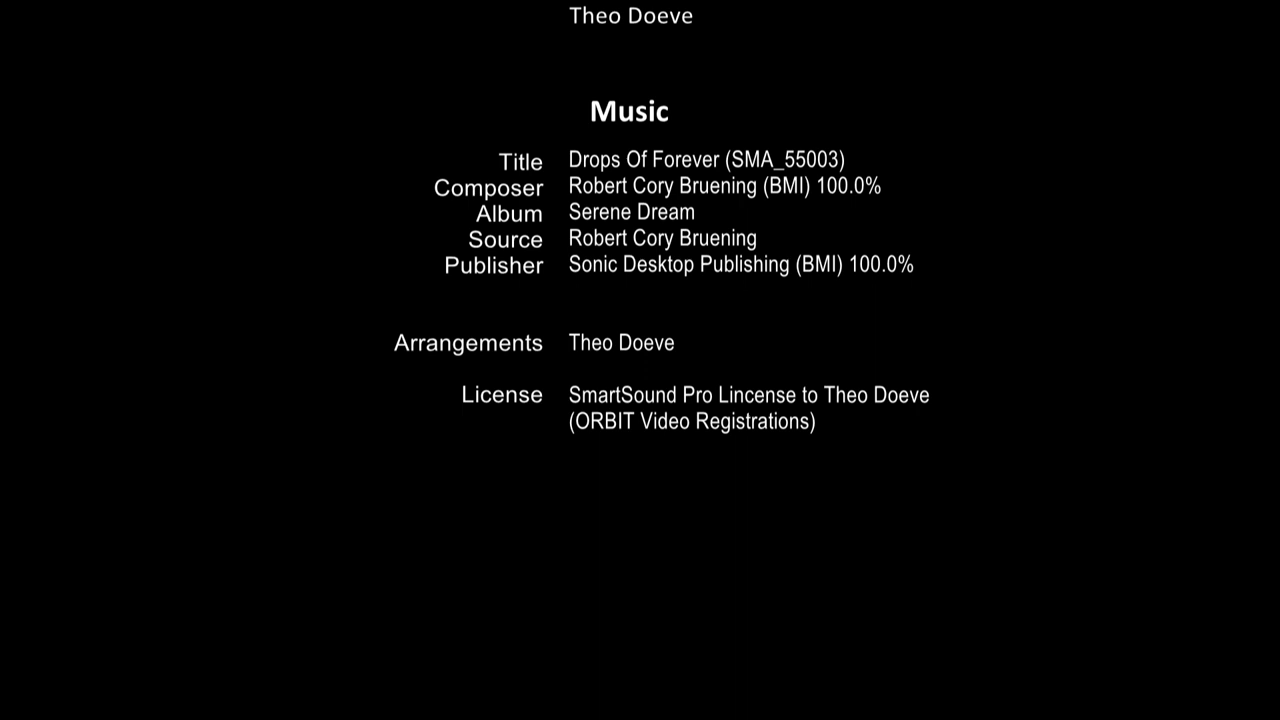 Theo Doeve
Music
Title Drops Of Forever (SMA_55003)
Composer Robert Cory Bruening (BMI) 100.0%
Album Serene Dream
Source Robert Cory Bruening
Publisher Sonic Desktop Publishing (BMI) 100.0%
Arrangements Theo Doeve
License SmartSound Pro Lincense to Theo Doeve
(ORBIT Video Registrations)